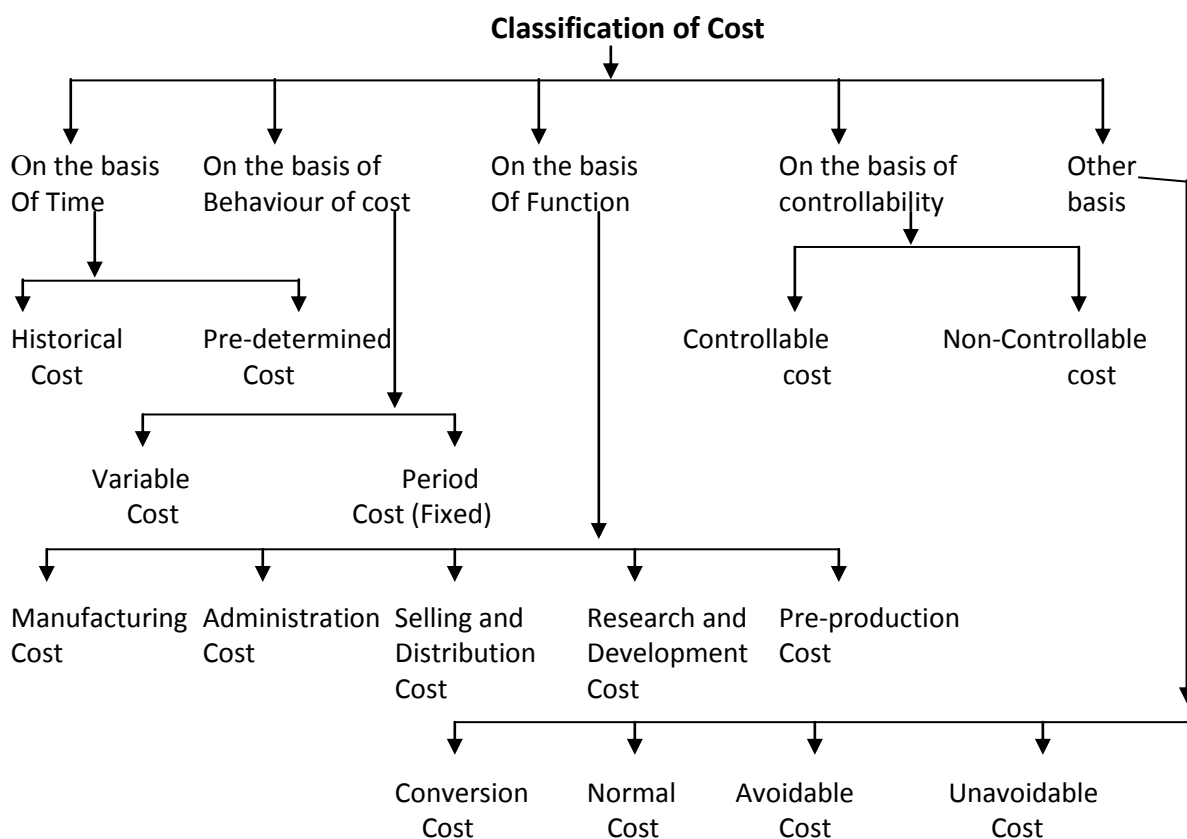 Classification of Cost
On the basis
Of Time
On the basis of
Behaviour of cost
On the basis
Of Function
On the basis of
controllability
Other
basis
Historical
Cost
Pre-determined
Cost
Controllable
cost
Non-Controllable
cost
Variable
Cost
Period
Cost (Fixed)
Manufacturing
Cost
Administration
Cost
Selling and
Distribution
Cost
Research and
Development
Cost
Pre-production
Cost
Conversion
Cost
Normal
Cost
Avoidable
Cost
Unavoidable
Cost